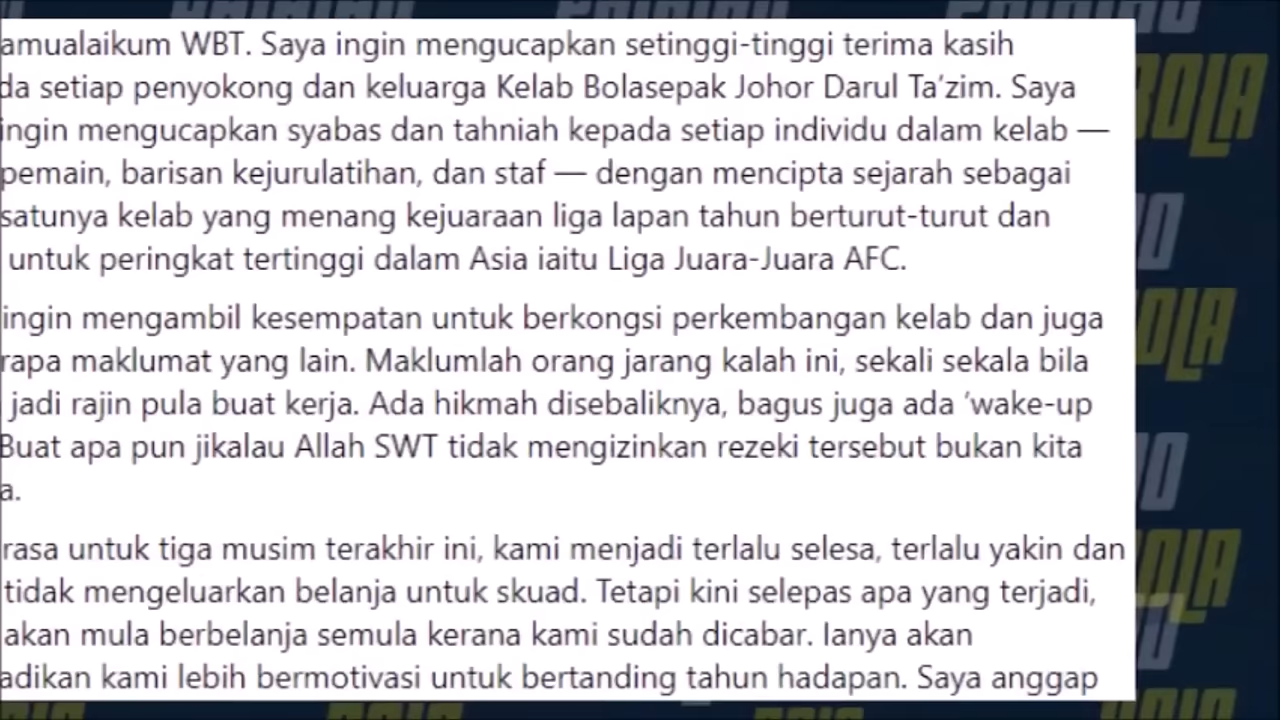 amualaikum WBT. Saya ingin mengucapkan setinggi-tinggi terima kasih
da setiap penyokong dan keluarga Kelab Bolasepak Johor Darul Ta’zim. Saya
ingin mengucapkan syabas dan tahniah kepada setiap individu dalam kelab —
pemain, barisan kejurulatihan, dan staf — dengan mencipta sejarah sebagai
satunya kelab yang menang kejuaraan liga lapan tahun berturut-turut dan
untuk peringkat tertinggi dalam Asia iaitu Liga Juara-Juara AFC.
ingin mengambil kesempatan untuk berkongsi perkembangan kelab dan juga
rapa maklumat yang lain. Maklumlah orang jarang kalah ini, sekali sekala bila
jadi rajin pula buat kerja. Ada hikmah disebaliknya, bagus juga ada ‘wake-up
Buat apa pun jikalau Allah SWT tidak mengizinkan rezeki tersebut bukan kita
a.
rasa untuk tiga musim terakhir ini, kami menjadi terlalu selesa, terlalu yakin dan
tidak mengeluarkan belanja untuk skuad. Tetapi kini selepas apa yang terjadi,
akan mula berbelanja semula kerana kami sudah dicabar. Ianya akan
adikan kami lebih bermotivasi untuk bertanding tahun hadapan. Saya anggap